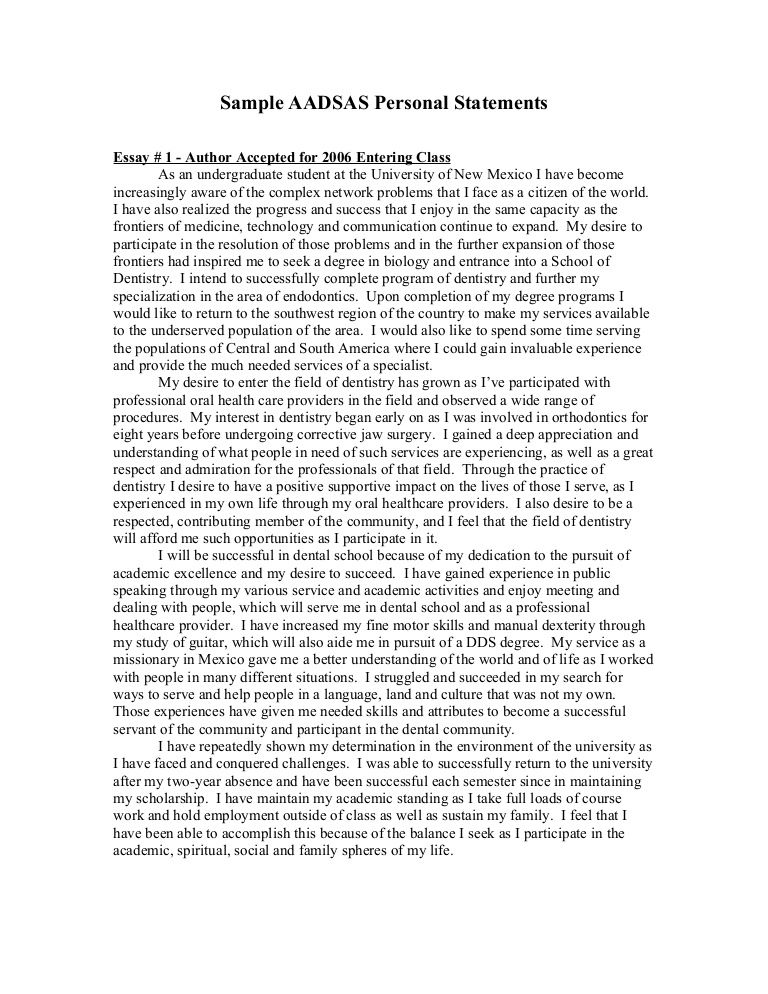 Sample AADSAS Personal Statements
Essay # 1 - Author Accepted for 2006 Entering Class
As an undergraduate student at the University of New Mexico I have become
increasingly aware of the complex network problems that I face as a citizen of the world.
I have also realized the progress and success that I enjoy in the same capacity as the
frontiers of medicine, technology and communication continue to expand. My desire to
participate in the resolution of those problems and in the further expansion of those
frontiers had inspired me to seek a degree in biology and entrance into a School of
Dentistry. I intend to successfully complete program of dentistry and further my
specialization in the area of endodontics. Upon completion of my degree programs I
would like to return to the southwest region of the country to make my services available
to the underserved population of the area. I would also like to spend some time serving
the populations of Central and South America where I could gain invaluable experience
and provide the much needed services of a specialist.
My desire to enter the field of dentistry has grown as I've participated with
professional oral health care providers in the field and observed a wide range of
procedures. My interest in dentistry began early on as I was involved in orthodontics for
eight years before undergoing corrective jaw surgery. I gained a deep appreciation and
understanding of what people in need of such services are experiencing, as well as a great
respect and admiration for the professionals of that field. Through the practice of
dentistry I desire to have a positive supportive impact on the lives of those I serve, as I
experienced in my own life through my oral healthcare providers. I also desire to be a
respected, contributing member of the community, and I feel that the field of dentistry
will afford me such opportunities as I participate in it.
I will be successful in dental school because of my dedication to the pursuit of
academic excellence and my desire to succeed. I have gained experience in public
speaking through my various service and academic activities and enjoy meeting and
dealing with people, which will serve me in dental school and as a professional
healthcare provider. I have increased my fine motor skills and manual dexterity through
my study of guitar, which will also aide me in pursuit of a DDS degree. My service as a
missionary in Mexico gave me a better understanding of the world and of life as I worked
with people in many different situations. I struggled and succeeded in my search for
ways to serve and help people in a language, land and culture that was not my own.
Those experiences have given me needed skills and attributes to become a successful
servant of the community and participant in the dental community.
I have repeatedly shown my determination in the environment of the university as
I have faced and conquered challenges. I was able to successfully return to the university
after my two-year absence and have been successful each semester since in maintaining
my scholarship. I have maintain my academic standing as I take full loads of course
work and hold employment outside of class as well as sustain my family. I feel that I
have been able to accomplish this because of the balance I seek as I participate in the
academic, spiritual, social and family spheres of my life.